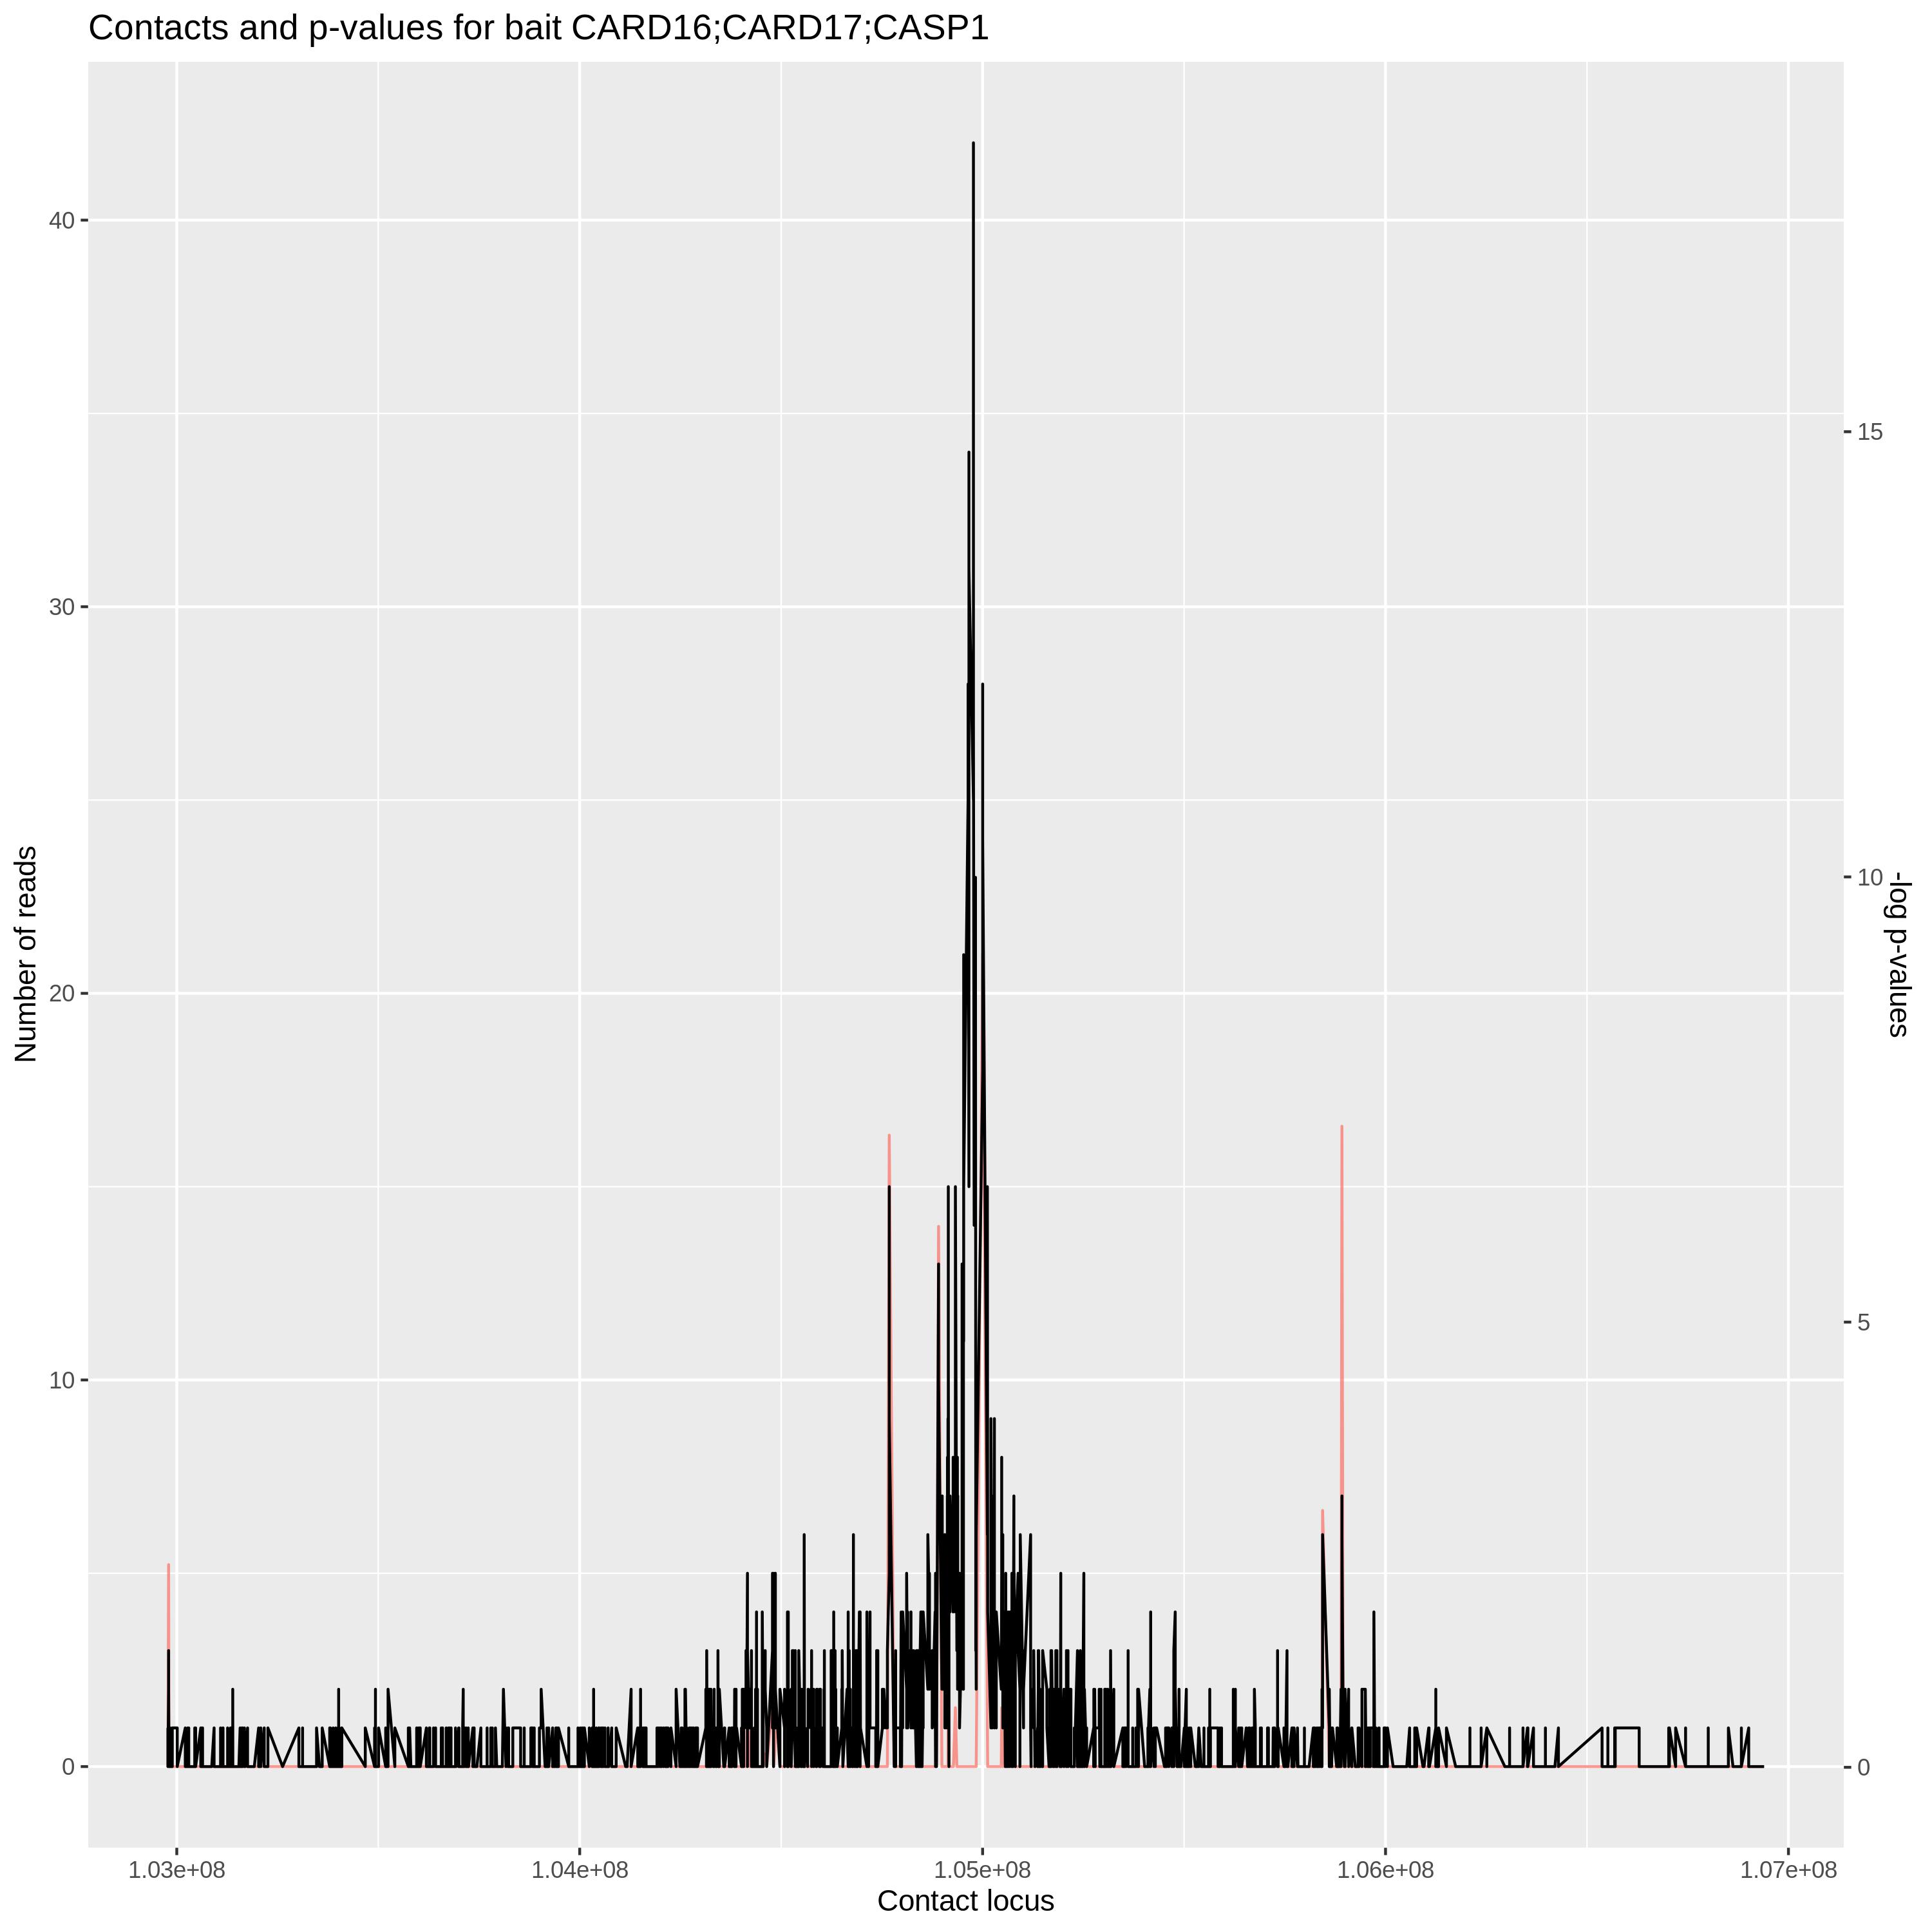 Contacts and p-values for bait CARD16;CARD17;CASP1
40
30
20
10
0
Number of reads
15
10
5
0
-log p-values
1.03e+08
1.04e+08
1.05e+08
1.06e+08
1.07e+08
Contact locus